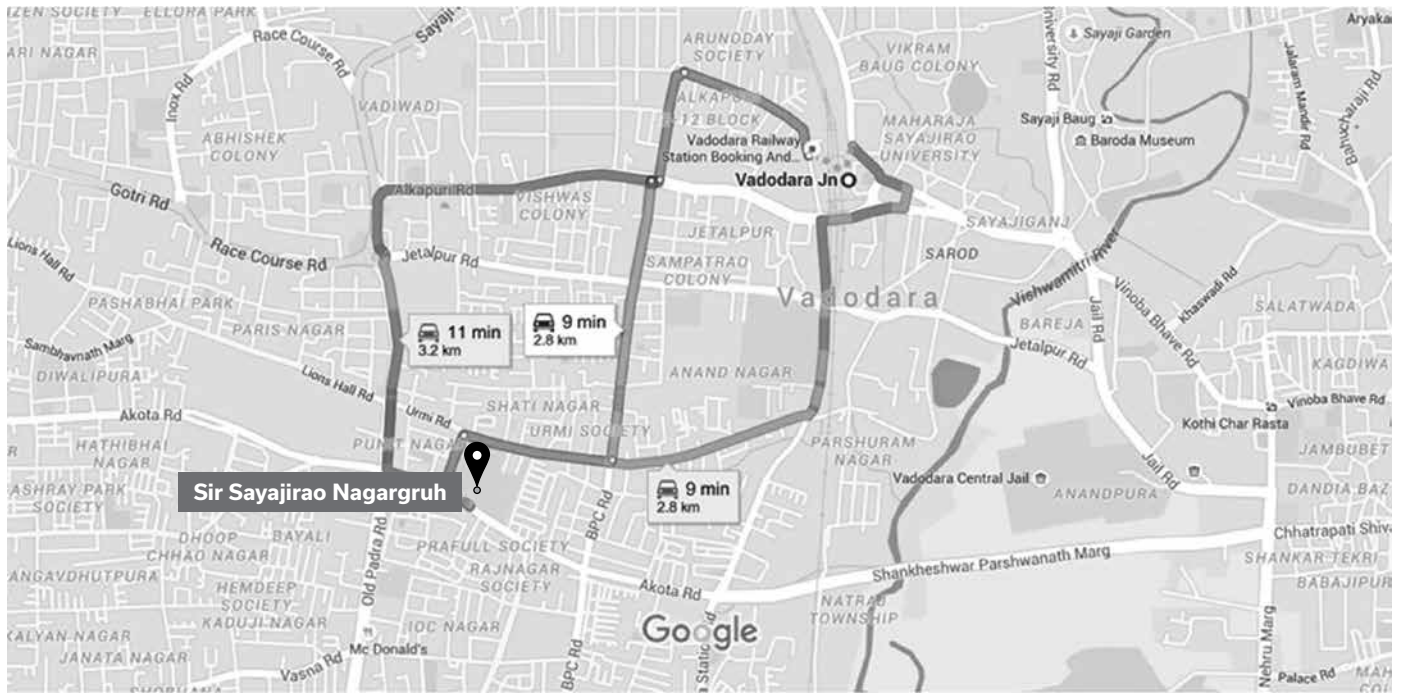 IZEN SOCIETY
ELLORA PARK
Race Course Rd
Sayaji
ARUNODAY
SOCIETY
VIKRAM
BAUG COLONY
University Rd
Sayaji Garden
Aryaka
ARI NAGAR
Inox Rd
VADIWADI
ABHISHEK
COLONY
12 BLOCK
Vadodara Railway
Station Booking And...
MAHARAJA
SAYAJIRAO
UNIVERSITY
Sayaji Baug
Baroda Museum
Jalaram Mandir Rd
Bahucharaji Rd
Vadodara Jn
Gotri Rd
Alkapuri Rd
VISHWAS
COLONY
JETALPUR
SAYAJIGANJ
SAROD
Lions Hall Rd
Race Course Rd
Jetalpur Rd
SAMPATRAO
COLONY
Vadodara
Vishwamitri River
Vinoba Bhave Rd
Khaswadi Rd
SALATWADA
PASHABHAI PARK
PARIS NAGAR
11 min
3.2 km
9 min
2.8 km
BAREJA
Jetalpur Rd
Jail Rd
Sambhavnath Marg
DIWALIPURA
Lions Hall Rd
ANAND NAGAR
KAGDIWA
Akota Rd
Urmi Rd
SHATI NAGAR
URMI SOCIETY
Vinoba Bhave Rd
Kothi Char Rasta
HATHIBHAI
NAGAR
PUNIT NAGAR
PARSHURAM
NAGAR
JAMBUBET
Sir Sayajirao Nagargruh
9 min
2.8 km
Vadodara Central Jail
ANANDPURA
Jail Rd
DANDIA BAZ
ASHRAY PARK
SOCIETY
BPC Rd
DHOOP
CHHAO NAGAR
BAYALI
Old Padra Rd
PRAFULL SOCIETY
RAJNAGAR
SOCIETY
Chhatrapati Shiva
SHANKAR TEKRI
BABAJIPUR
ANGAVDHUTPURA
HEMDEEP
SOCIETY
KADUJI NAGAR
Akota Rd
Shankheshwar Parshwanath Marg
NATRAJ
TOWNSHIP
Google
IOC NAGAR
KALYAN NAGAR
JANATA NAGAR
Mc Donald's
Vasna Rd
BPC Rd
Nehru Marg
Palace Rd